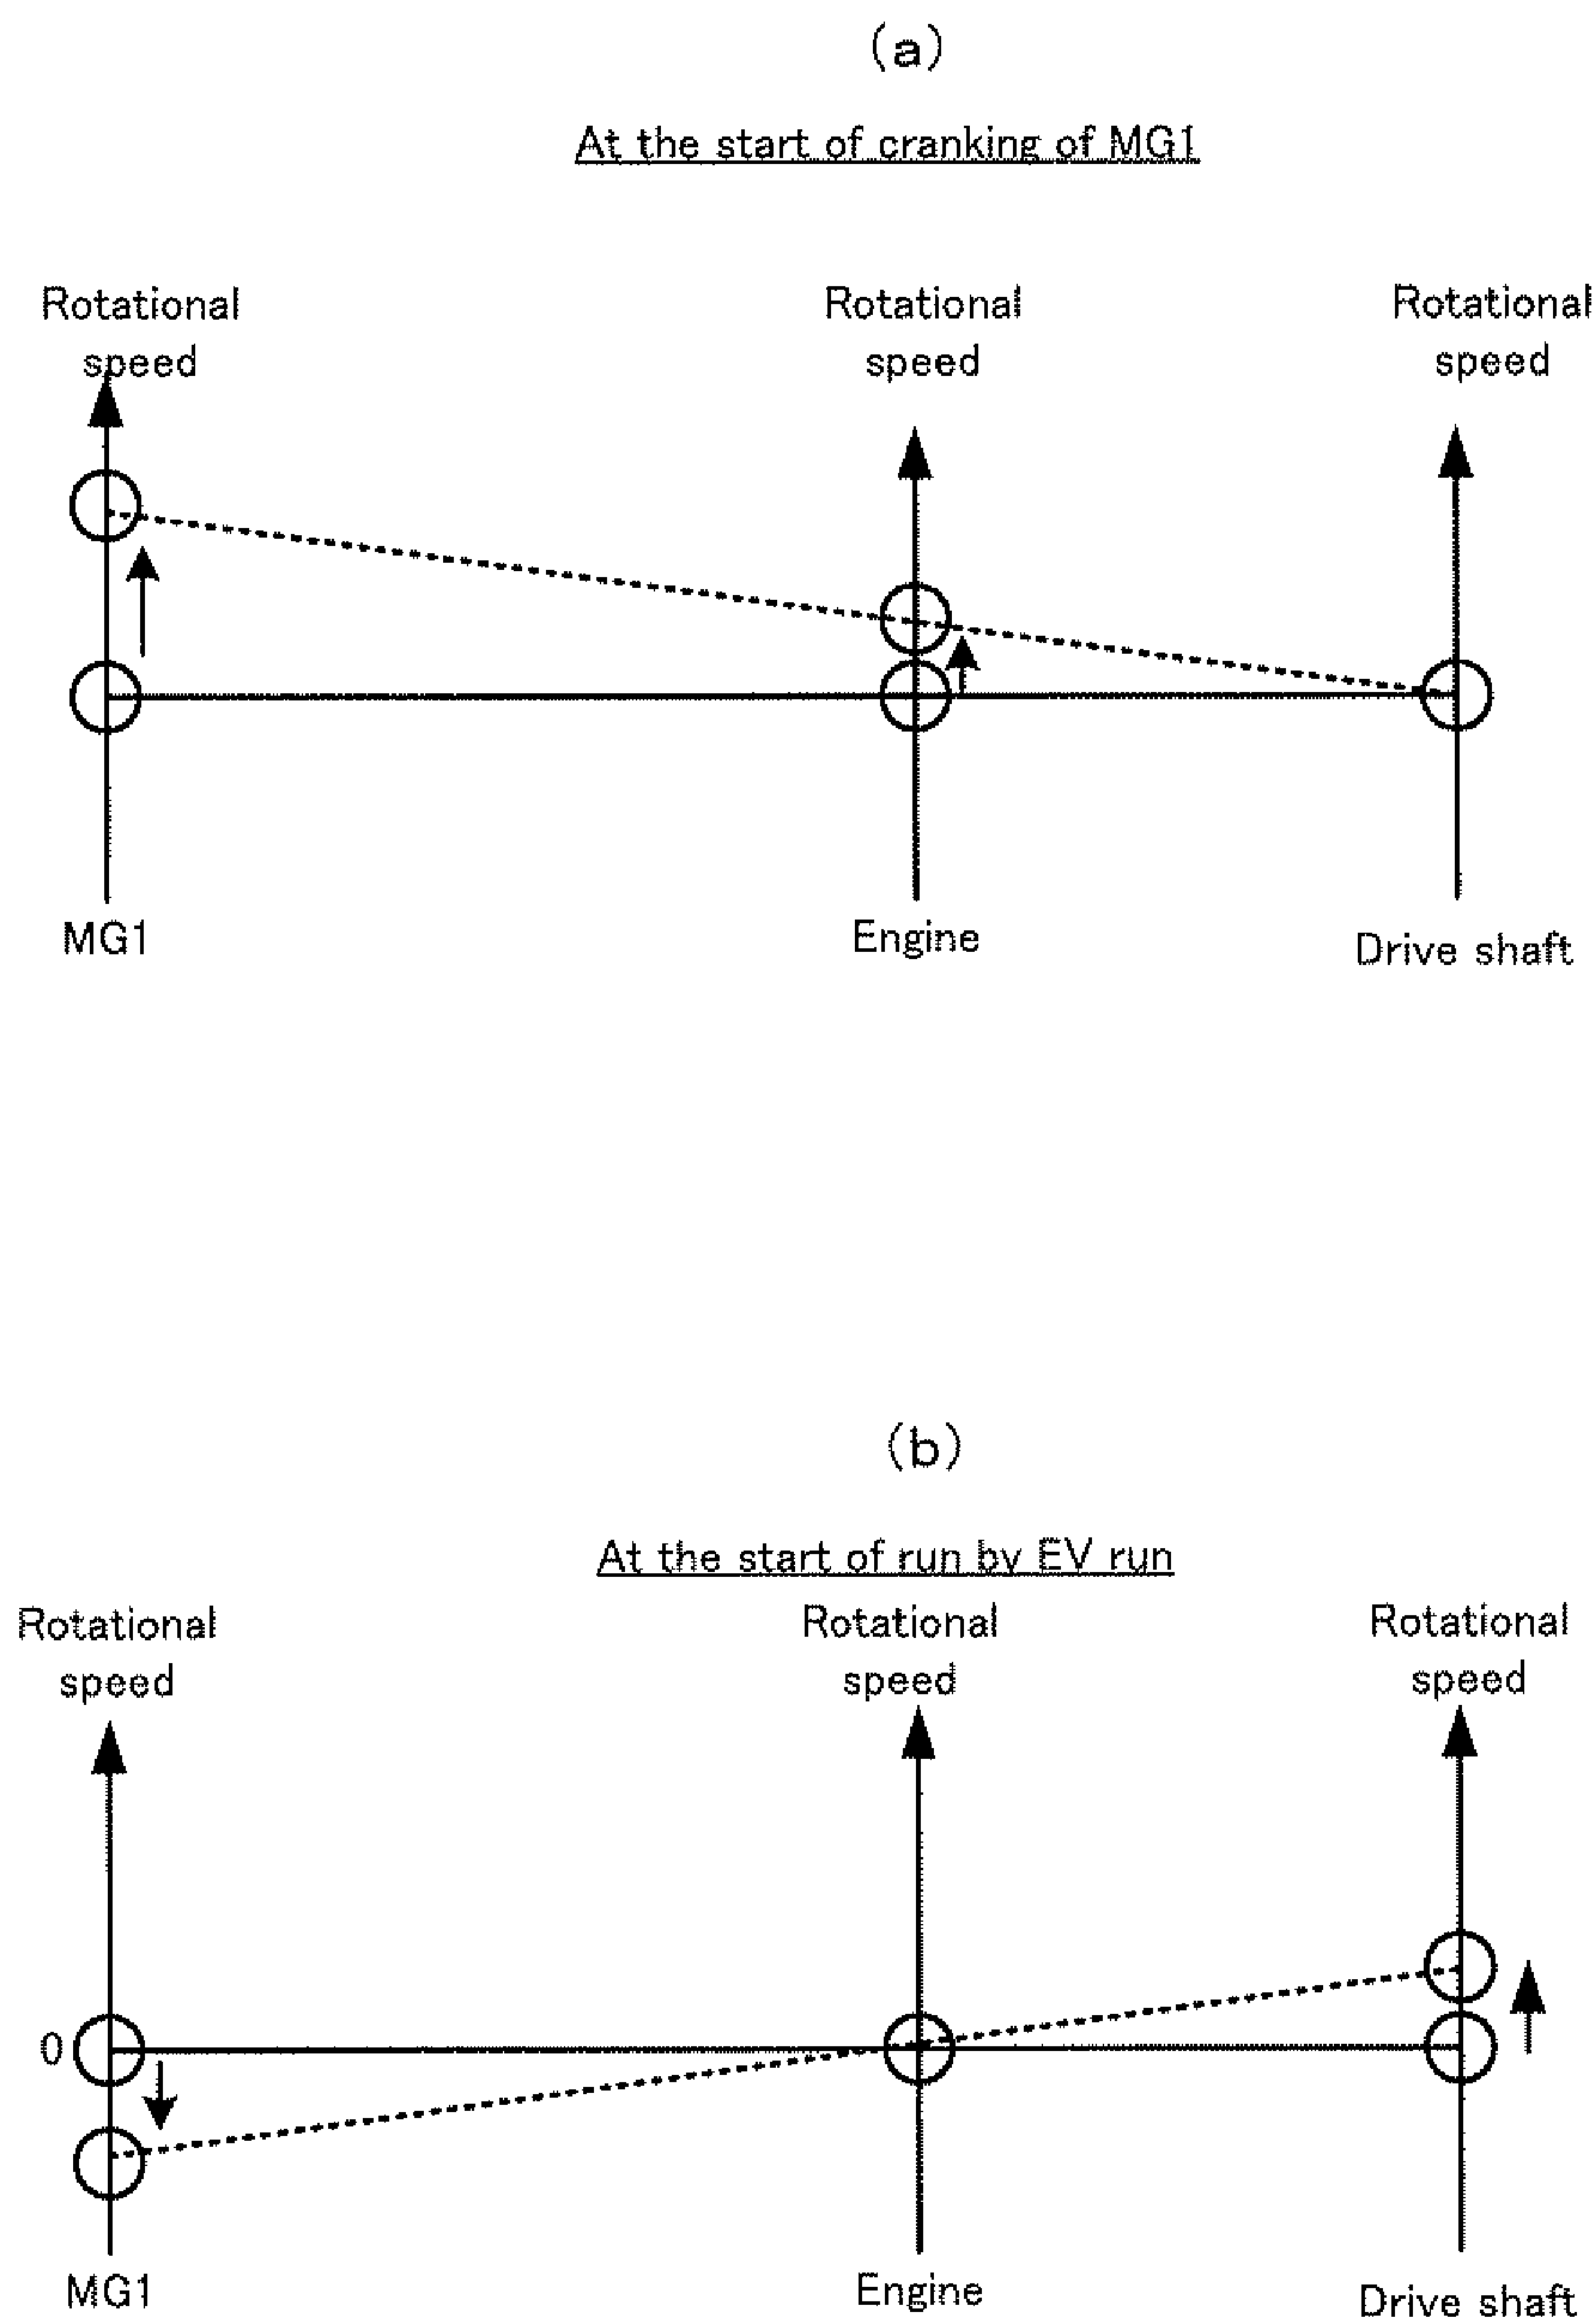 (a)
At the start of cranking of MG1
Rotational
speed
Rotational
speed
Rotational
speed
MG1
Engine
Drive shaft
(b)
At the start of run by EV run
Rotational
speed
Rotational
speed
Rotational
speed
0
MG1
Engine
Drive shaft